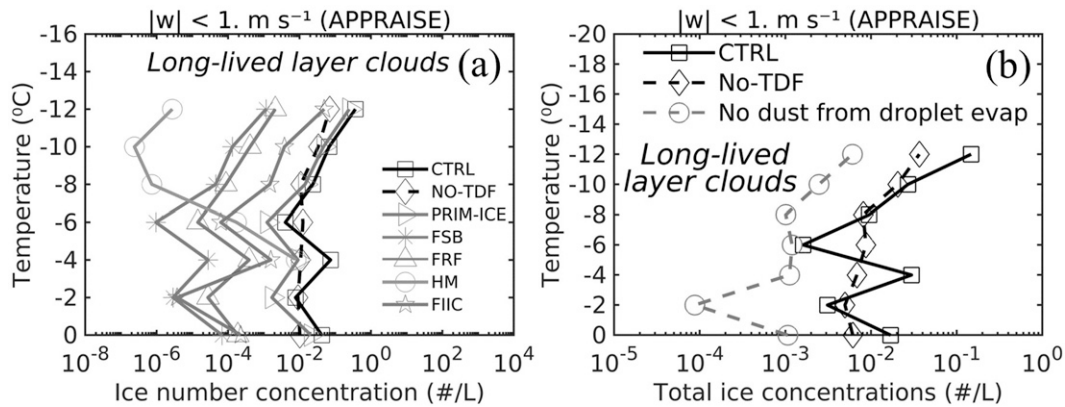 |w| < 1. m s⁻¹ (APPRAISE)
-16
-14
-12
-10
-8
-6
-4
-2
0
Temperature (⁰C)
Long-lived layer clouds
(a)
CTRL
NO-TDF
PRIM-ICE
FSB
FRF
HM
FIIC
10⁻⁸ 10⁻⁶ 10⁻⁴ 10⁻² 10⁰ 10² 10⁴
Ice number concentration (#/L)
|w| < 1. m s⁻¹ (APPRAISE)
-20
-18
-16
-14
-12
-10
-8
-6
-4
-2
0
Temperature (⁰C)
CTRL
No-TDF
No dust from droplet evap
(b)
Long-lived
layer clouds
10⁻⁵ 10⁻⁴ 10⁻³ 10⁻² 10⁻¹ 10⁰
Total ice concentrations (#/L)